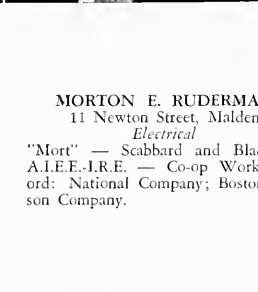 MORTON E. RUDERMA
11 Newton Street, Malden
Electrical
"Mort" — Scabbard and Bla
A.I.E.E.-I.R.E. — Co-op Work
ord: National Company; Bosto
son Company.